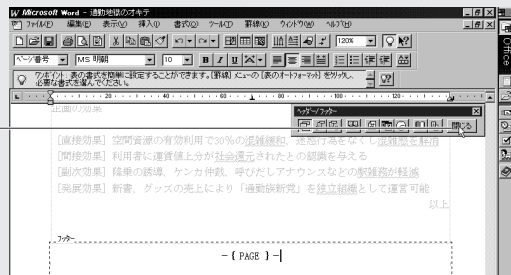 Microsoft Word - 通勤地獄のオキテ
ファイル(F) 編集(E) 表示(V) 挿入(I) 書式(O) ツール(T) 罫線(A) ウィンドウ(W) ヘルプ(H)
120%
ページ番号 MS 明朝 10 B I U A
ワンポイント: 表の書式を簡単に設定することができます。[罫線] メニューの [表のオートフォーマット] をクリックし、
必要な書式を選んでください。
20 40 60 80 100 120
企画の効果
ヘッダー/フッター
閉じる
[直接効果] 空間資源の有効利用で30%の混雑緩和、迷惑行為をなくし混雑感を解消
[間接効果] 利用者に運賃値上分が社会還元されたとの認識を与える
[副次効果] 降乗の誘導、ケンカ仲裁、呼びだしアナウンスなどの駅雑務が軽減
[発展効果] 新書、グッズの売上により「通勤族新党」を独立組織として運営可能
以上
フッター
- { PAGE } -